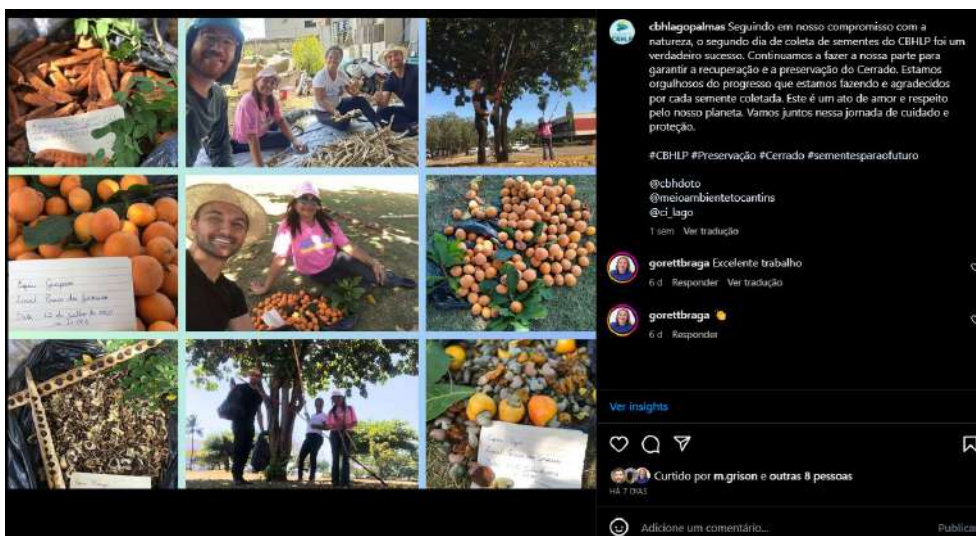 CBHLP
cbhlagopalmas Seguindo em nosso compromisso com a
natureza, o segundo dia de coleta de sementes do CBHLP foi um
verdadeiro sucesso. Continuamos a fazer a nossa parte para
garantir a recuperação e a preservação do Cerrado. Estamos
orgulhosos do progresso que estamos fazendo e agradecidos
por cada semente coletada. Este é um ato de amor e respeito
pelo nosso planeta. Vamos juntos nessa jornada de cuidado e
proteção.
#CBHLP #Preservação #Cerrado #sementesparaofuturo
@cbhdoto
@meioambientetocantins
@ci_lago
1 sem Ver tradução
gorettbraga Excelente trabalho
6 d Responder Ver tradução
gorettbraga 👏
6 d Responder
Ver insights
Curtido por m.grison e outras 8 pessoas
HÁ 7 DIAS
Adicione um comentário...
Publicar
Local